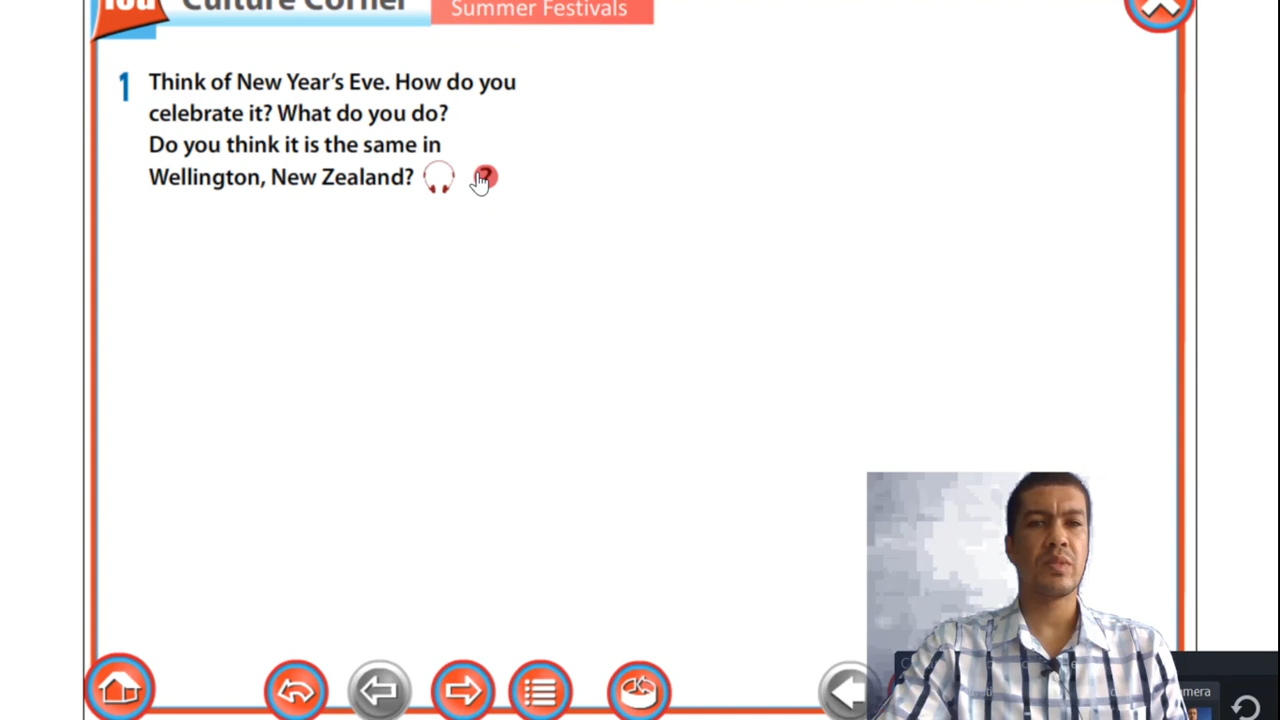 10d Culture Corner Summer Festivals
1 Think of New Year's Eve. How do you
celebrate it? What do you do?
Do you think it is the same in
Wellington, New Zealand? ?